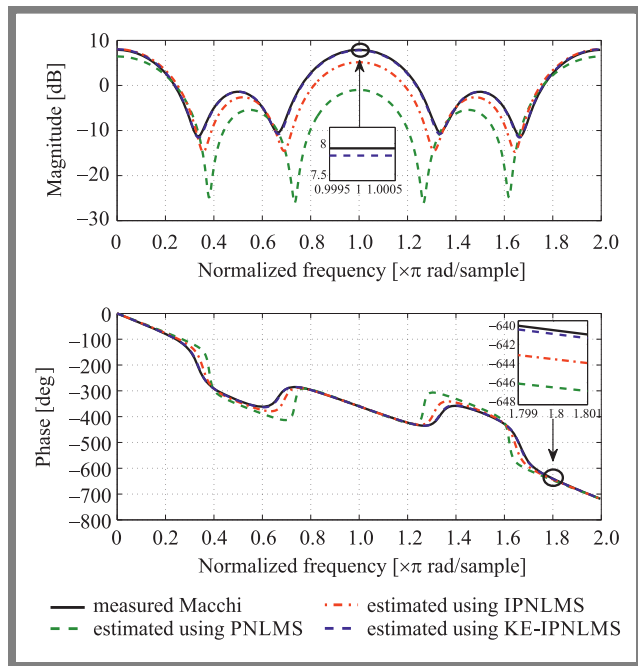 10
0
−10
−20
−30
Magnitude [dB]
8
7.5
0.9995 1 1.0005
0 0.2 0.4 0.6 0.8 1.0 1.2 1.4 1.6 1.8 2.0
Normalized frequency [×π rad/sample]
0
−100
−200
−300
−400
−500
−600
−700
−800
Phase [deg]
−640
−642
−644
−646
−648
1.799 1.8 1.801
0 0.2 0.4 0.6 0.8 1.0 1.2 1.4 1.6 1.8 2.0
Normalized frequency [×π rad/sample]
measured Macchi estimated using IPNLMS
estimated using PNLMS estimated using KE-IPNLMS